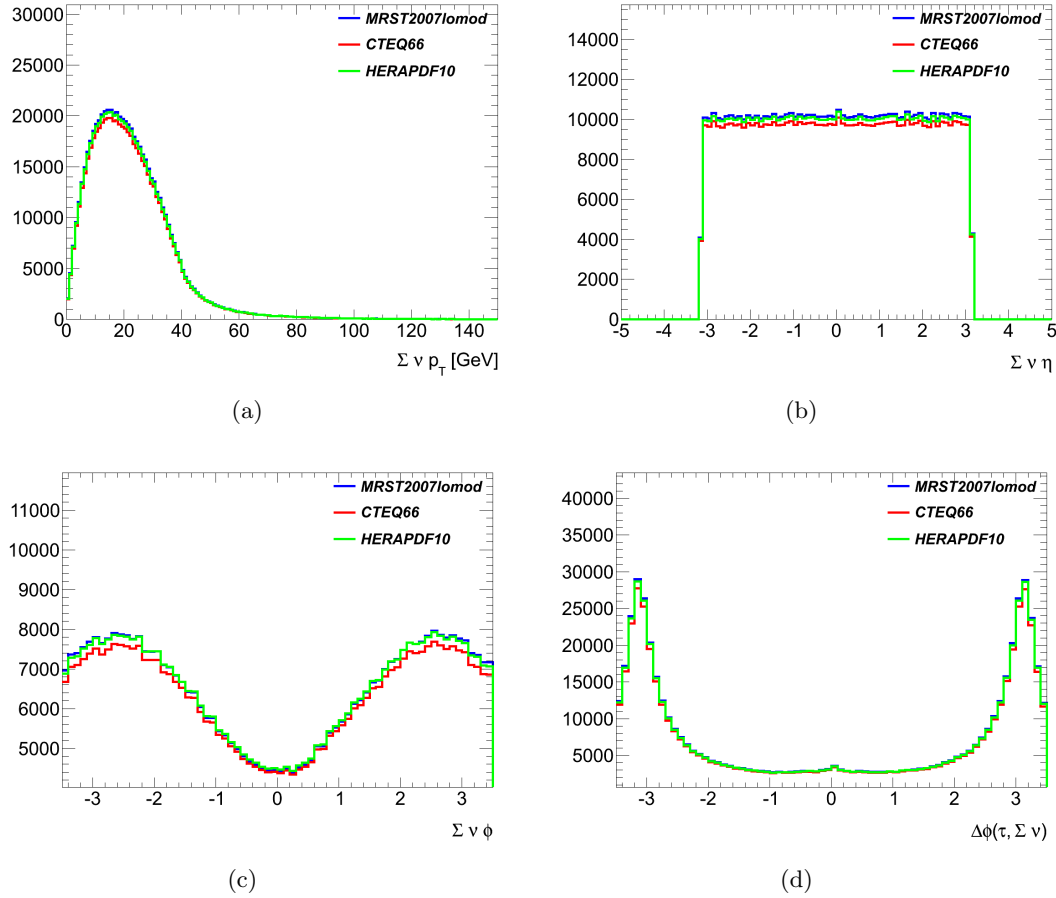 30000
25000
20000
15000
10000
5000
0
0 20 40 60 80 100 120 140
Σ ν p_T [GeV]
MRST2007lomod
CTEQ66
HERAPDF10
(a)
14000
12000
10000
8000
6000
4000
2000
0
-5 -4 -3 -2 -1 0 1 2 3 4 5
Σ ν η
MRST2007lomod
CTEQ66
HERAPDF10
(b)
11000
10000
9000
8000
7000
6000
5000
-3 -2 -1 0 1 2 3
Σ ν ϕ
MRST2007lomod
CTEQ66
HERAPDF10
(c)
40000
35000
30000
25000
20000
15000
10000
5000
-3 -2 -1 0 1 2 3
Δϕ(τ, Σ ν)
MRST2007lomod
CTEQ66
HERAPDF10
(d)